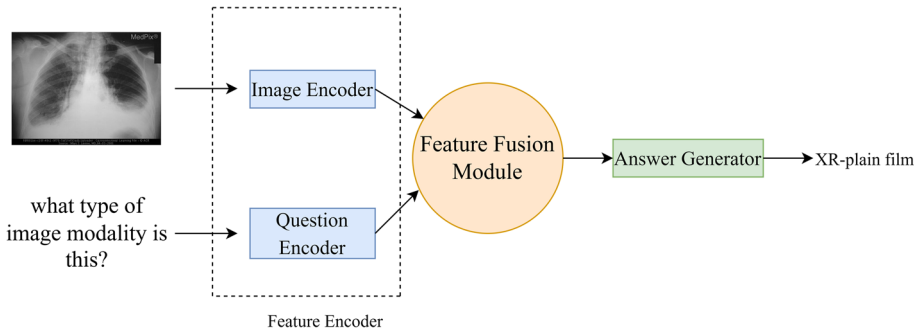 MedPix®
Image Encoder
what type of
image modality is
this?
Question
Encoder
Feature Encoder
Feature Fusion
Module
Answer Generator
XR-plain film